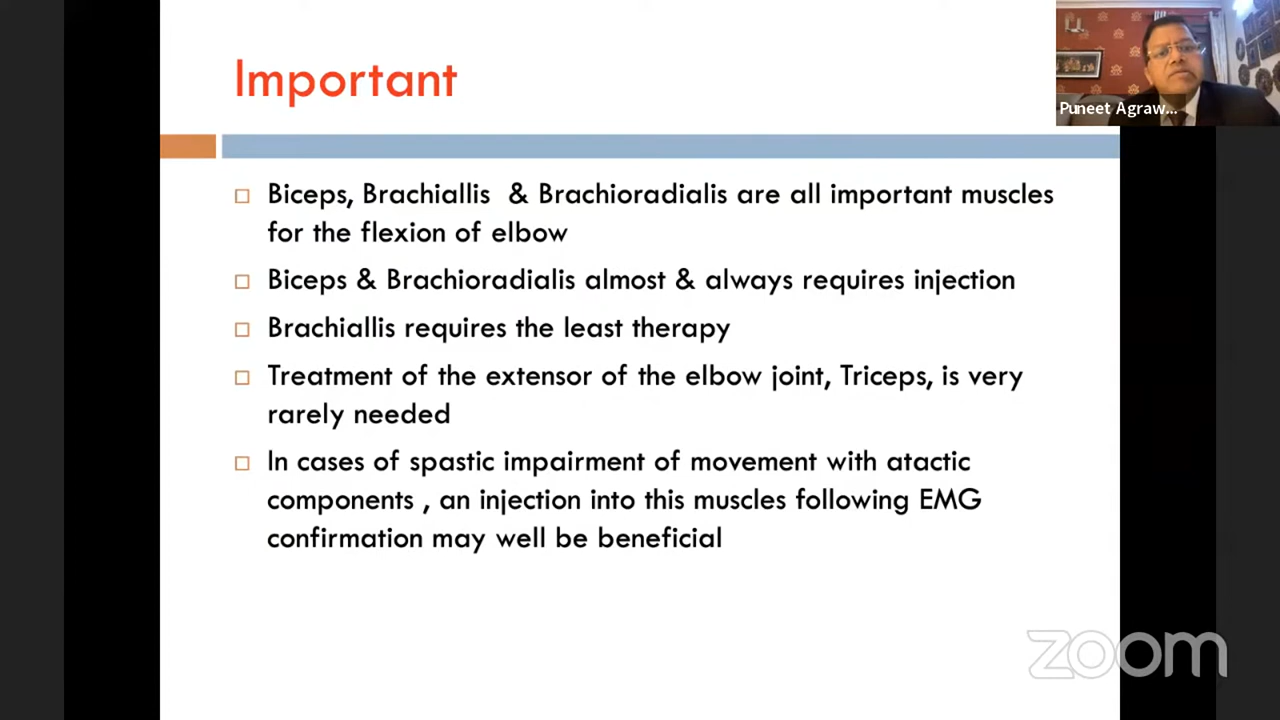 Important
Puneet Agraw...
Biceps, Brachiallis & Brachioradialis are all important muscles
for the flexion of elbow
Biceps & Brachioradialis almost & always requires injection
Brachiallis requires the least therapy
Treatment of the extensor of the elbow joint, Triceps, is very
rarely needed
In cases of spastic impairment of movement with atactic
components , an injection into this muscles following EMG
confirmation may well be beneficial
zoom